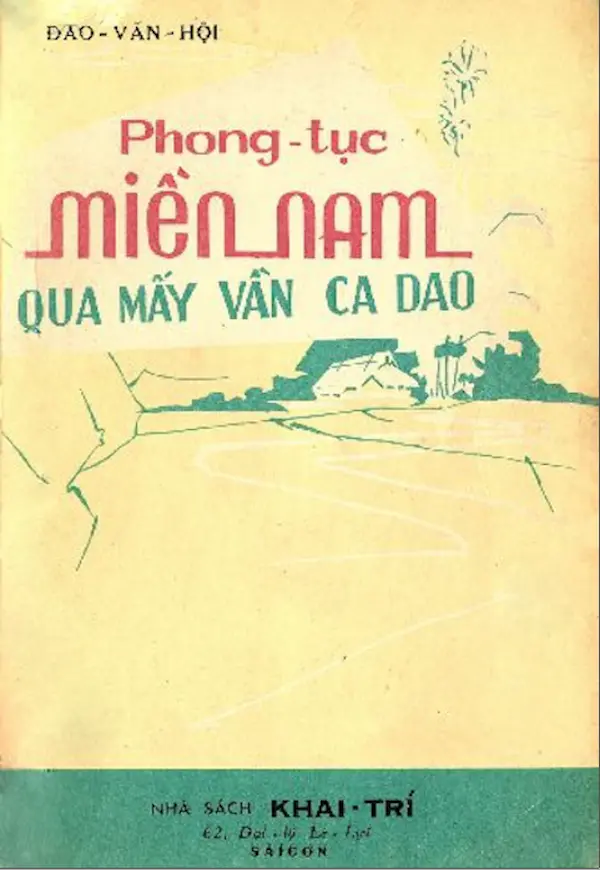 ĐÀO - VĂN - HỘI
Phong - tục
miền nam
QUA MẤY VẦN CA DAO
NHÀ SÁCH KHAI - TRÍ
62, Đại - lộ Lê - Lợi
SAIGON